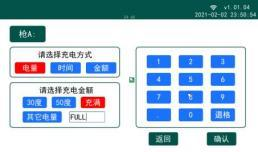 v1.01.04
2021-02-02 23:50:54
枪A:
请选择充电方式
电量 时间 金额
请选择充电金额
30度 50度 充满
其它电量 FULL
1 2 3
4 5 6
7 8 9
. 0 退格
返回 确认